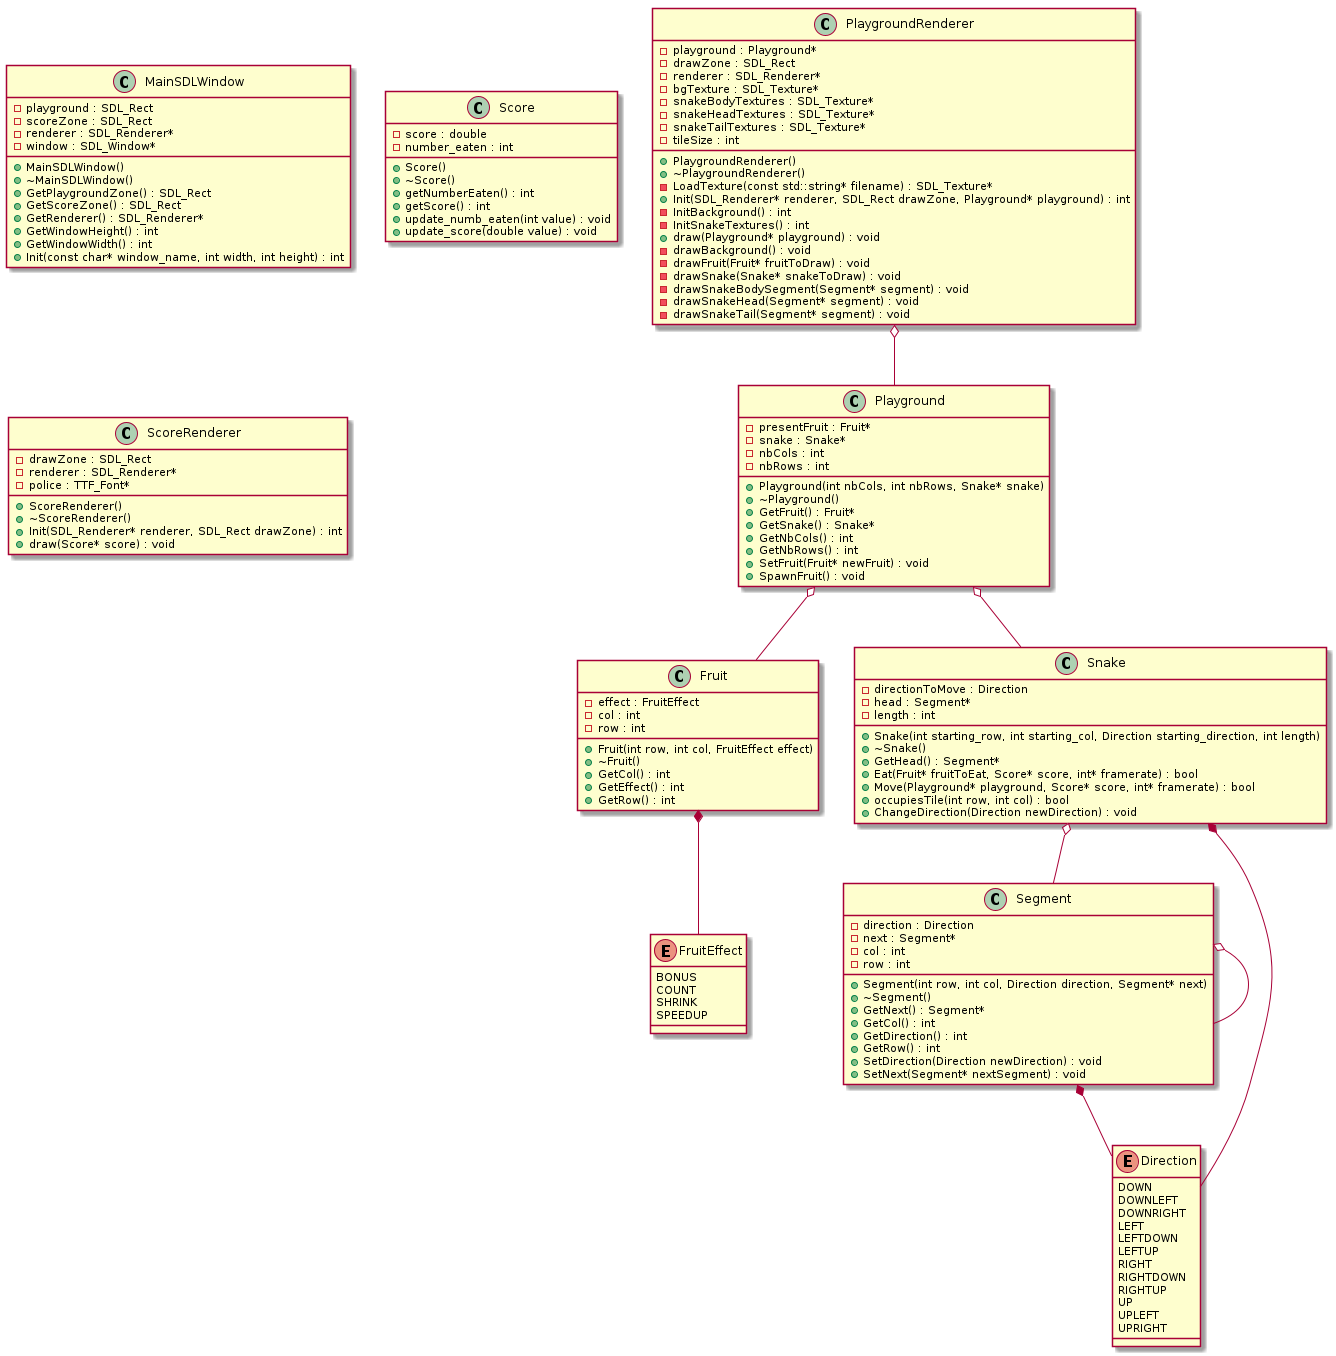 C MainSDLWindow
playground : SDL_Rect
scoreZone : SDL_Rect
renderer : SDL_Renderer*
window : SDL_Window*
MainSDLWindow()
~MainSDLWindow()
GetPlaygroundZone() : SDL_Rect
GetScoreZone() : SDL_Rect
GetRenderer() : SDL_Renderer*
GetWindowHeight() : int
GetWindowWidth() : int
Init(const char* window_name, int width, int height) : int
C Score
score : double
number_eaten : int
Score()
~Score()
getNumberEaten() : int
getScore() : int
update_numb_eaten(int value) : void
update_score(double value) : void
C PlaygroundRenderer
playground : Playground*
drawZone : SDL_Rect
renderer : SDL_Renderer*
bgTexture : SDL_Texture*
snakeBodyTextures : SDL_Texture*
snakeHeadTextures : SDL_Texture*
snakeTailTextures : SDL_Texture*
tileSize : int
PlaygroundRenderer()
~PlaygroundRenderer()
LoadTexture(const std::string* filename) : SDL_Texture*
Init(SDL_Renderer* renderer, SDL_Rect drawZone, Playground* playground) : int
InitBackground() : int
InitSnakeTextures() : int
draw(Playground* playground) : void
drawBackground() : void
drawFruit(Fruit* fruitToDraw) : void
drawSnake(Snake* snakeToDraw) : void
drawSnakeBodySegment(Segment* segment) : void
drawSnakeHead(Segment* segment) : void
drawSnakeTail(Segment* segment) : void
C ScoreRenderer
drawZone : SDL_Rect
renderer : SDL_Renderer*
police : TTF_Font*
ScoreRenderer()
~ScoreRenderer()
Init(SDL_Renderer* renderer, SDL_Rect drawZone) : int
draw(Score* score) : void
C Playground
presentFruit : Fruit*
snake : Snake*
nbCols : int
nbRows : int
Playground(int nbCols, int nbRows, Snake* snake)
~Playground()
GetFruit() : Fruit*
GetSnake() : Snake*
GetNbCols() : int
GetNbRows() : int
SetFruit(Fruit* newFruit) : void
SpawnFruit() : void
C Fruit
effect : FruitEffect
col : int
row : int
Fruit(int row, int col, FruitEffect effect)
~Fruit()
GetCol() : int
GetEffect() : int
GetRow() : int
C Snake
directionToMove : Direction
head : Segment*
length : int
Snake(int starting_row, int starting_col, Direction starting_direction, int length)
~Snake()
GetHead() : Segment*
Eat(Fruit* fruitToEat, Score* score, int* framerate) : bool
Move(Playground* playground, Score* score, int* framerate) : bool
occupiesTile(int row, int col) : bool
ChangeDirection(Direction newDirection) : void
E FruitEffect
BONUS
COUNT
SHRINK
SPEEDUP
C Segment
direction : Direction
next : Segment*
col : int
row : int
Segment(int row, int col, Direction direction, Segment* next)
~Segment()
GetNext() : Segment*
GetCol() : int
GetDirection() : int
GetRow() : int
SetDirection(Direction newDirection) : void
SetNext(Segment* nextSegment) : void
E Direction
DOWN
DOWNLEFT
DOWNRIGHT
LEFT
LEFTDOWN
LEFTUP
RIGHT
RIGHTDOWN
RIGHTUP
UP
UPLEFT
UPRIGHT